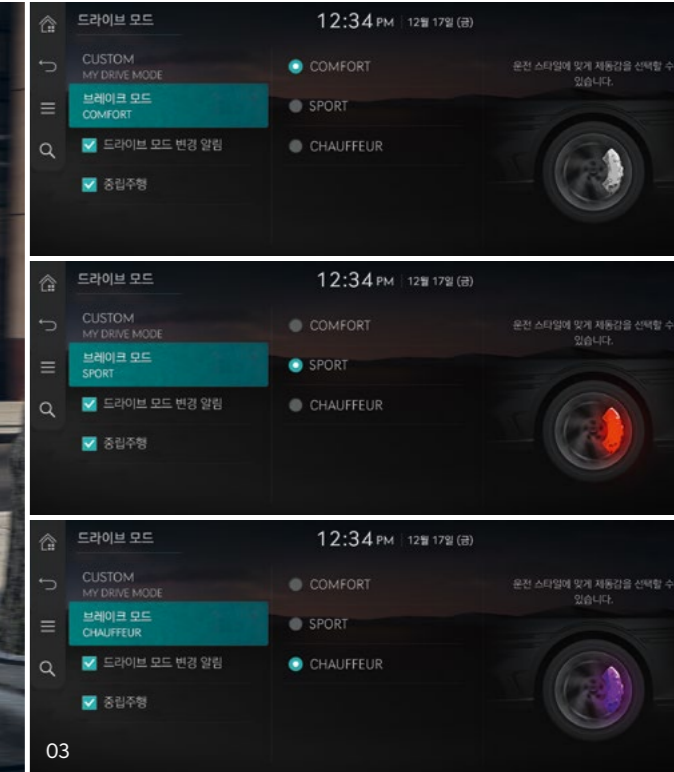 드라이브 모드
12:34 PM 12월 17일 (금)
CUSTOM
MY DRIVE MODE
브레이크 모드
COMFORT
드라이브 모드 변경 알림
중립주행
COMFORT
SPORT
CHAUFFEUR
운전 스타일에 맞게 제동감을 선택할 수
있습니다.
드라이브 모드
12:34 PM 12월 17일 (금)
CUSTOM
MY DRIVE MODE
브레이크 모드
SPORT
드라이브 모드 변경 알림
중립주행
COMFORT
SPORT
CHAUFFEUR
운전 스타일에 맞게 제동감을 선택할 수
있습니다.
드라이브 모드
12:34 PM 12월 17일 (금)
CUSTOM
MY DRIVE MODE
브레이크 모드
CHAUFFEUR
드라이브 모드 변경 알림
중립주행
COMFORT
SPORT
CHAUFFEUR
운전 스타일에 맞게 제동감을 선택할 수
있습니다.
03